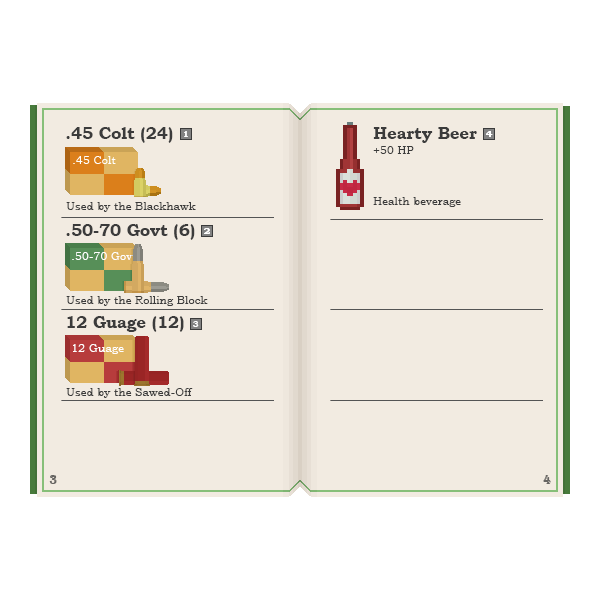 .45 Colt (24) 1
.45 Colt
Used by the Blackhawk
.50-70 Govt (6) 2
.50-70 Gov
Used by the Rolling Block
12 Guage (12) 3
12 Guage
Used by the Sawed-Off
3
Hearty Beer 4
+50 HP
Health beverage
4